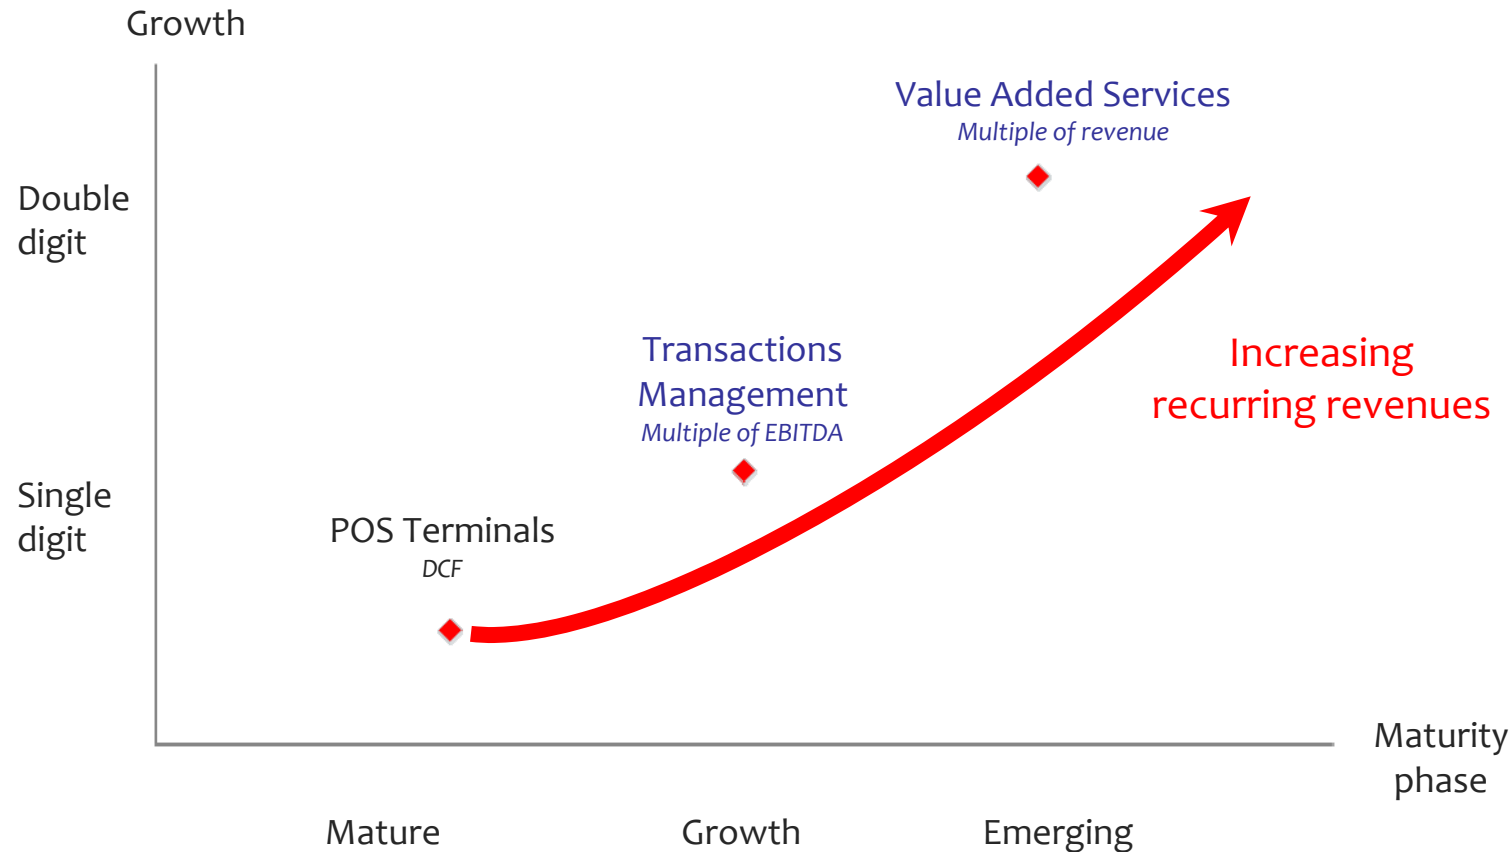 Growth
Value Added Services
Multiple of revenue
Double
digit
Transactions
Management
Multiple of EBITDA
Increasing
recurring revenues
Single
digit
POS Terminals
DCF
Maturity
phase
Mature
Growth
Emerging